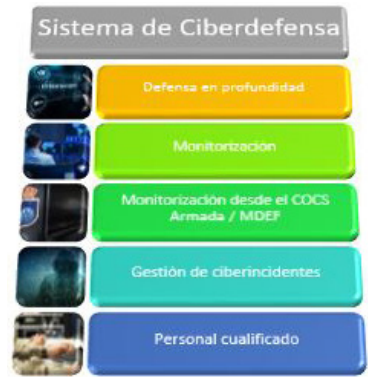 Sistema de Ciberdefensa
Defensa en profundidad
Monitorización
Monitorización desde el COCS
Armada / MDEF
Gestión de ciberincidentes
Personal cualificado